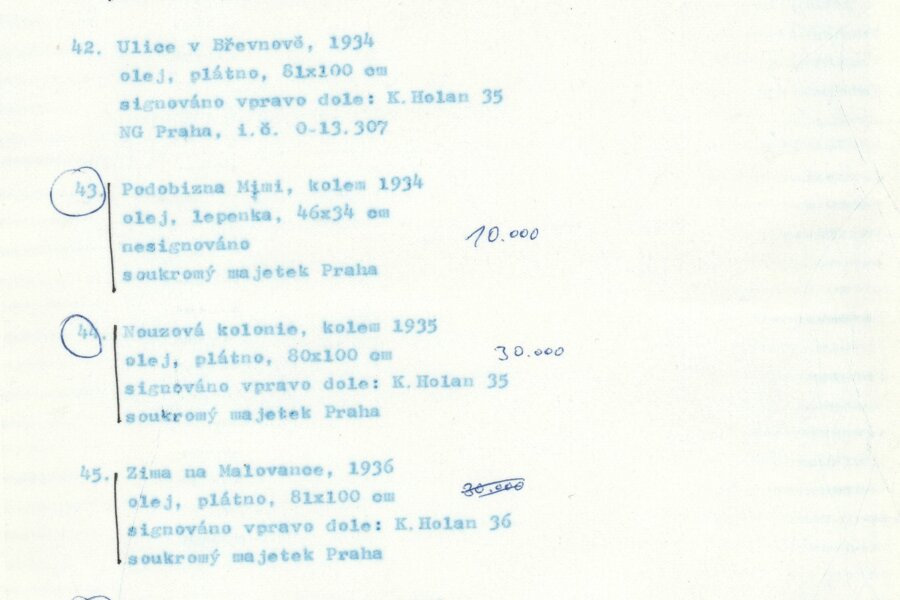 42. Ulice v Břevnově, 1934
olej, plátno, 81x100 cm
signováno vpravo dole: K.Holan 35
NG Praha, i.č. O-13.307
43. Podobizna Mimi, kolem 1934
olej, lepenka, 46x34 cm
nesignováno
10.000
soukromý majetek Praha
44. Nouzová kolonie, kolem 1935
olej, plátno, 80x100 cm
30.000
signováno vpravo dole: K.Holan 35
soukromý majetek Praha
45. Zima na Malovance, 1936
olej, plátno, 81x100 cm
30.000
signováno vpravo dole: K.Holan 36
soukromý majetek Praha